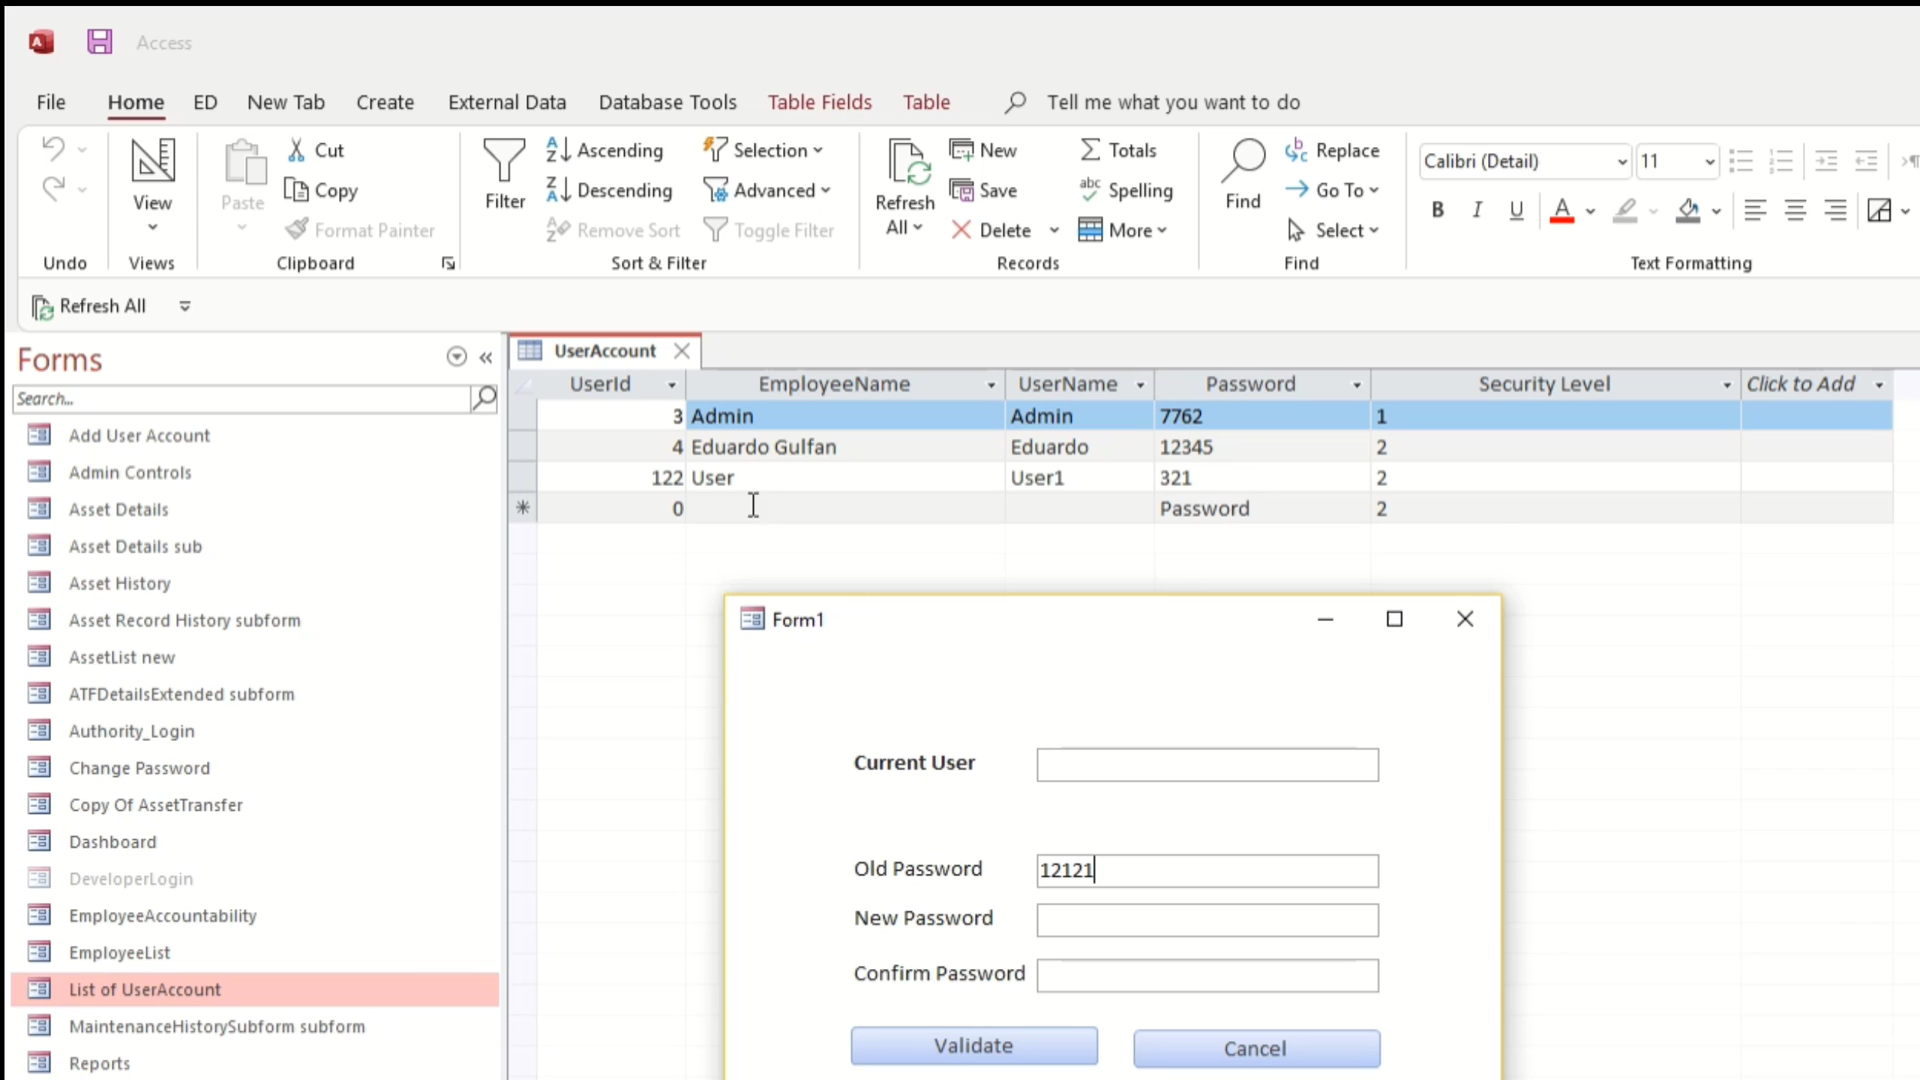 Access
File Home ED New Tab Create External Data Database Tools Table Fields Table Tell me what you want to do
Cut Ascending Selection New Totals Replace Calibri (Detail) 11
Copy Descending Advanced Save Spelling Go To
View Paste Filter Refresh All Find
Format Painter Remove Sort Toggle Filter Delete More Select B I U A
Undo Views Clipboard Sort & Filter Records Find Text Formatting
Refresh All
Forms
Search...
Add User Account
Admin Controls
Asset Details
Asset Details sub
Asset History
Asset Record History subform
AssetList new
ATFDetailsExtended subform
Authority_Login
Change Password
Copy Of AssetTransfer
Dashboard
DeveloperLogin
EmployeeAccountability
EmployeeList
List of UserAccount
MaintenanceHistorySubform subform
Reports
UserAccount
UserId EmployeeName UserName Password Security Level Click to Add
3 Admin Admin 7762 1
4 Eduardo Gulfan Eduardo 12345 2
122 User User1 321 2
0 Password 2
Form1
Current User
Old Password 12121
New Password
Confirm Password
Validate Cancel